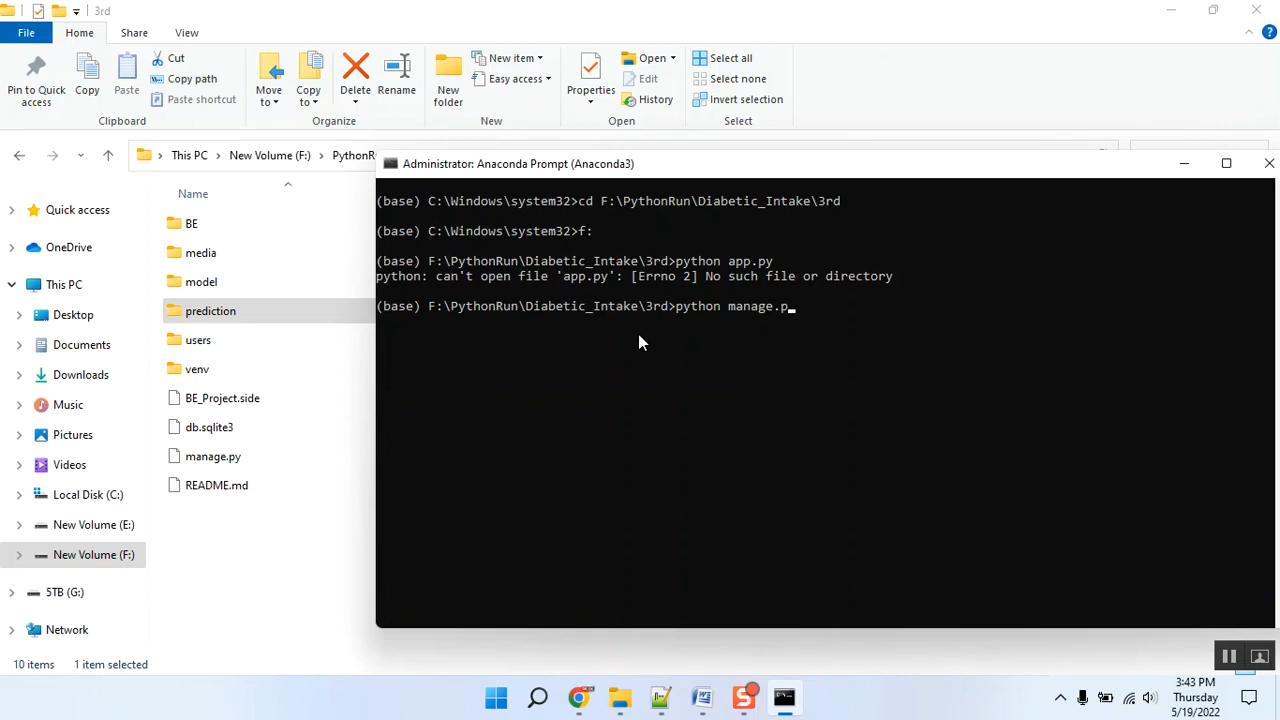 3rd
File
Home
Share
View
Pin to Quick access
Copy
Paste
Cut
Copy path
Paste shortcut
Clipboard
Move to
Copy to
Delete
Rename
Organize
New folder
New item
Easy access
New
Properties
Open
Edit
History
Open
Select all
Select none
Invert selection
Select
This PC
New Volume (F:)
Name
Quick access
OneDrive
This PC
Desktop
Documents
Downloads
Music
Pictures
Videos
Local Disk (C:)
New Volume (E:)
New Volume (F:)
5TB (G:)
Network
BE
media
model
prediction
users
venv
BE_Project.side
db.sqlite3
manage.py
README.md
Administrator: Anaconda Prompt (Anaconda3)
(base) C:\Windows\system32>cd F:\PythonRun\Diabetic_Intake\3rd
(base) C:\Windows\system32>f:
(base) F:\PythonRun\Diabetic_Intake\3rd>python app.py
python: can't open file 'app.py': [Errno 2] No such file or directory
(base) F:\PythonRun\Diabetic_Intake\3rd>python manage.p_
10 items
1 item selected
3:43 PM
Thursday
5/19/2022